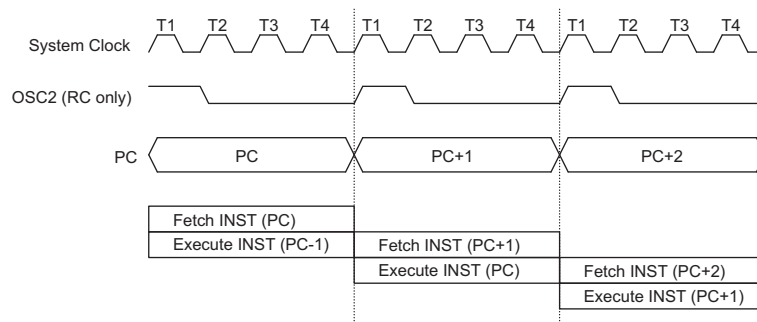 T1 T2 T3 T4 T1 T2 T3 T4 T1 T2 T3 T4
System Clock
OSC2 (RC only)
PC PC PC+1 PC+2
Fetch INST (PC)
Execute INST (PC-1) Fetch INST (PC+1)
Execute INST (PC) Fetch INST (PC+2)
Execute INST (PC+1)